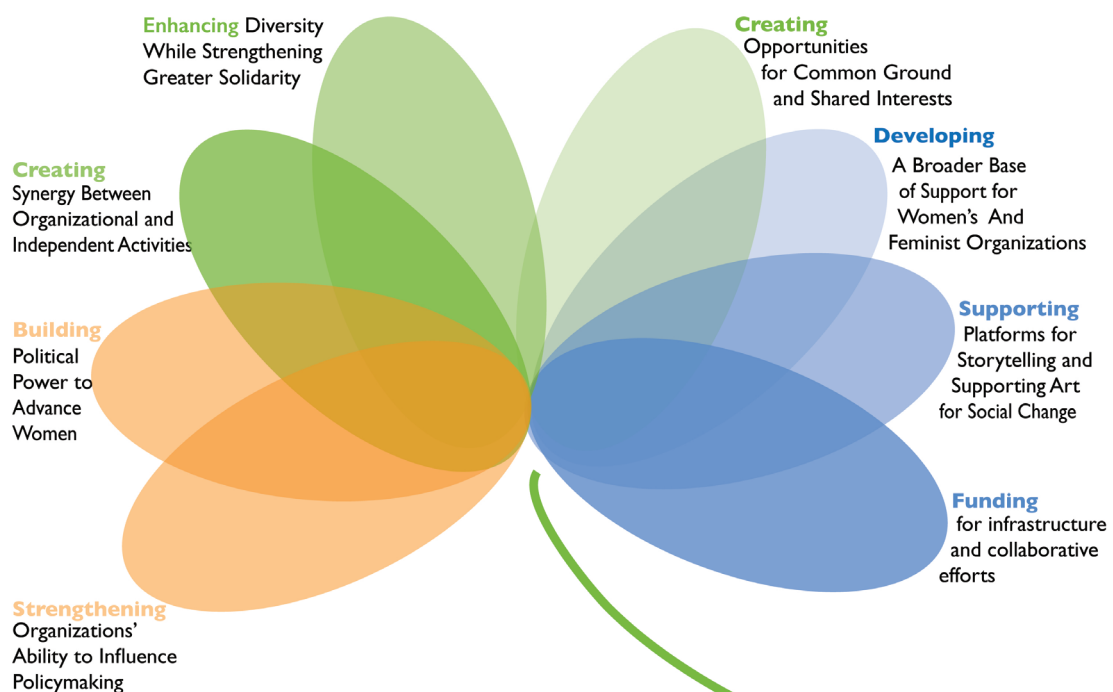 Enhancing Diversity
While Strengthening
Greater Solidarity
Creating
Opportunities
for Common Ground
and Shared Interests
Developing
A Broader Base
of Support for
Women’s And
Feminist Organizations
Creating
Synergy Between
Organizational and
Independent Activities
Supporting
Platforms for
Storytelling and
Supporting Art
for Social Change
Building
Political
Power to
Advance
Women
Funding
for infrastructure
and collaborative
efforts
Strengthening
Organizations’
Ability to Influence
Policymaking